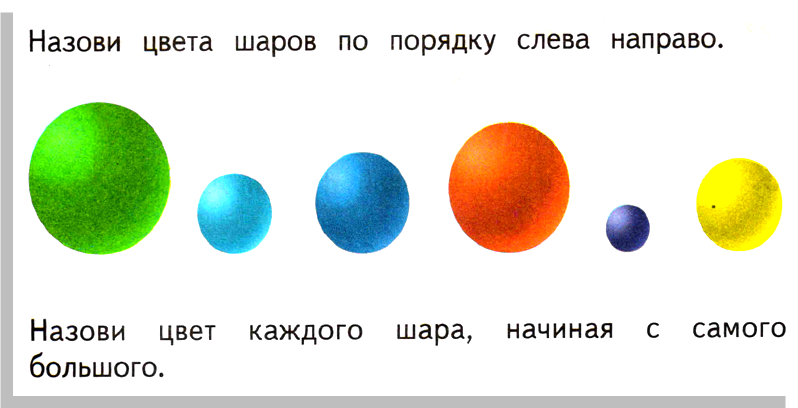 Назови цвета шаров по порядку слева направо.
Назови цвет каждого шара, начиная с самого
большого.